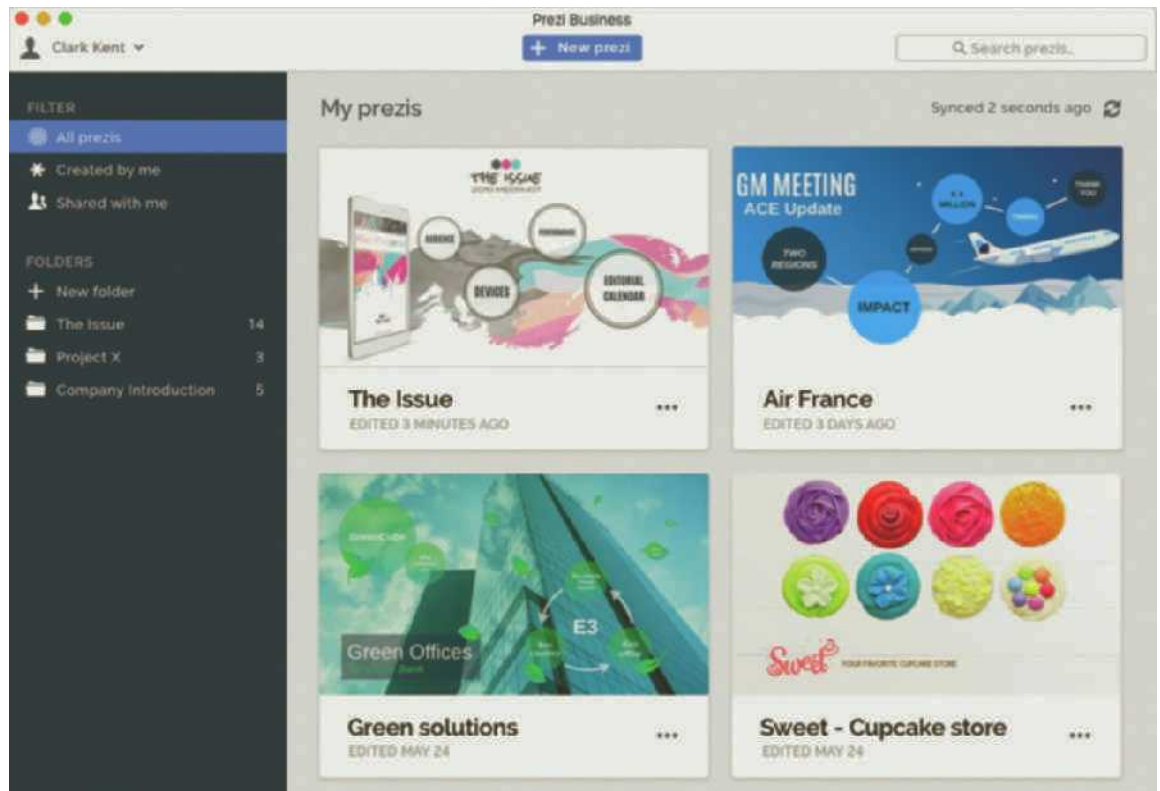 Prezi Business
Clark Kent
+ New prezi
Search prezis..
FILTER
All prezis
Created by me
Shared with me
FOLDERS
+ New folder
The Issue 14
Project X 3
Company Introduction 5
My prezis
Synced 2 seconds ago
THE ISSUE
AUDIENCE
DEVICES
EDITORIAL
CALENDAR
The Issue
EDITED 3 MINUTES AGO
GM MEETING
ACE Update
THANK
YOU
MILLION
TWO
REGIONS
IMPACT
Air France
EDITED 3 DAYS AGO
E3
Green Offices
Green solutions
EDITED MAY 24
Sweet
YOUR FAVORITE CUPCAKE STORE
Sweet - Cupcake store
EDITED MAY 24